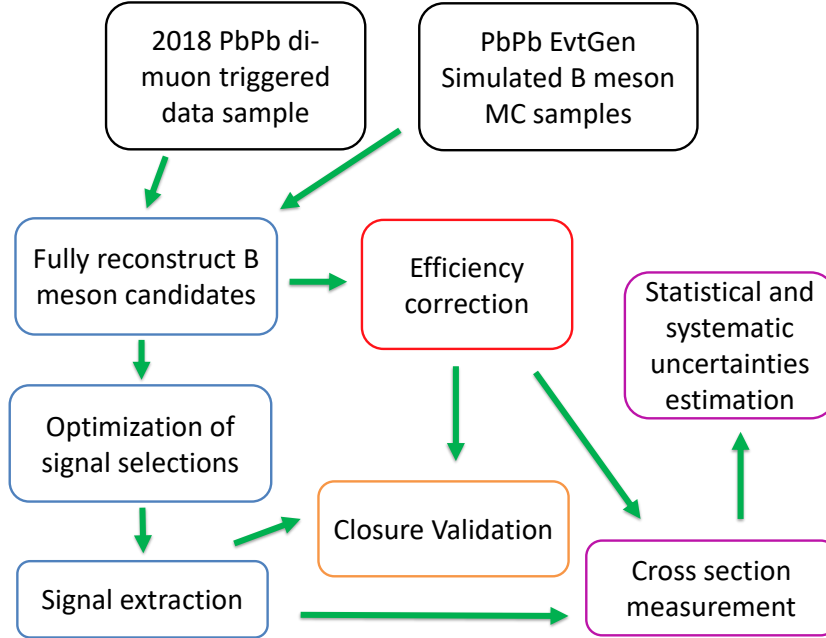 2018 PbPb di-
muon triggered
data sample
PbPb EvtGen
Simulated B meson
MC samples
Fully reconstruct B
meson candidates
Efficiency
correction
Statistical and
systematic
uncertainties
estimation
Optimization of
signal selections
Closure Validation
Signal extraction
Cross section
measurement